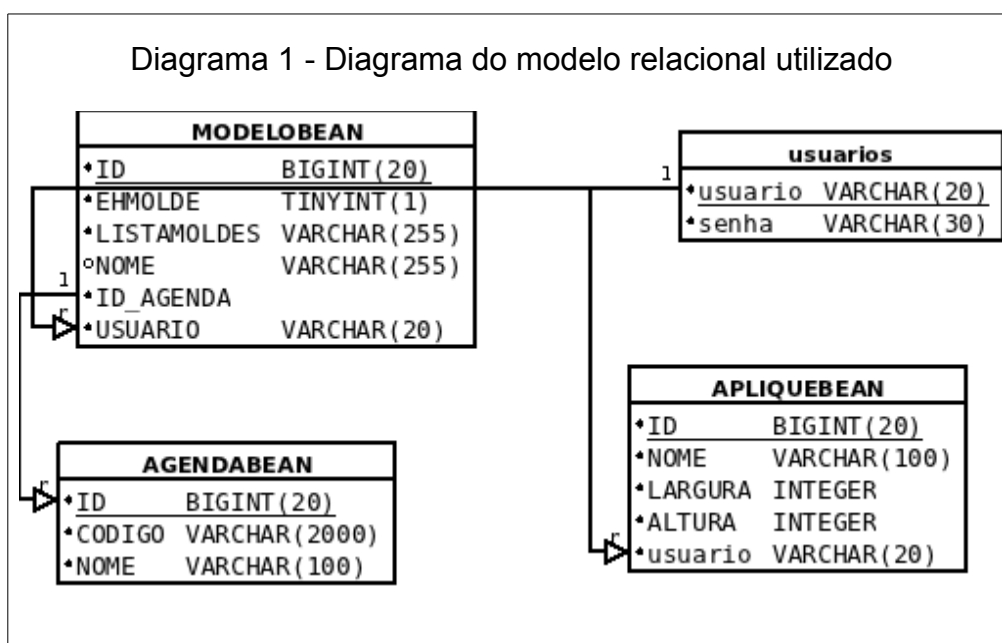 Diagrama 1 - Diagrama do modelo relacional utilizado
MODELOBEAN
ID BIGINT(20)
EHMOLDE TINYINT(1)
LISTAMOLDES VARCHAR(255)
NOME VARCHAR(255)
1
ID_AGENDA
r
USUARIO VARCHAR(20)
usuarios
1
usuario VARCHAR(20)
senha VARCHAR(30)
AGENDABEAN
r
ID BIGINT(20)
CODIGO VARCHAR(2000)
NOME VARCHAR(100)
APLIQUEBEAN
ID BIGINT(20)
NOME VARCHAR(100)
LARGURA INTEGER
ALTURA INTEGER
r
usuario VARCHAR(20)